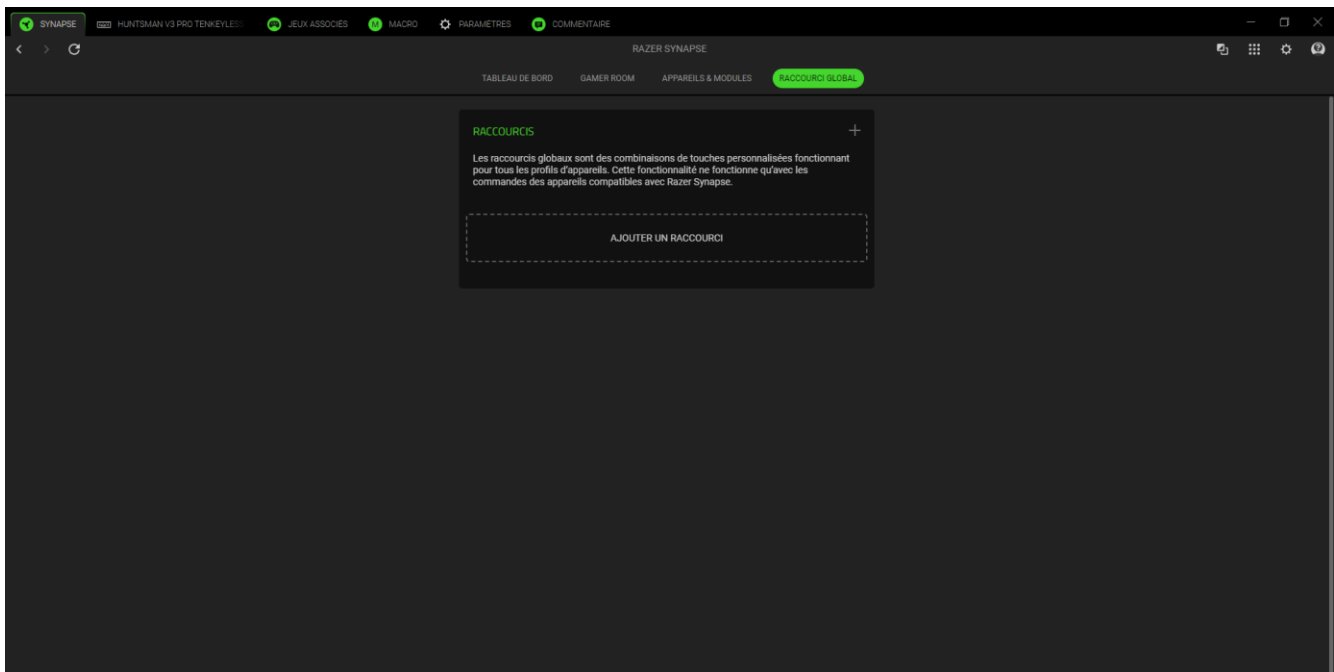 SYNAPSE
HUNTSMAN V3 PRO TENKEYLESS
JEUX ASSOCIÉS
MACRO
PARAMÈTRES
COMMENTAIRE
RAZER SYNAPSE
TABLEAU DE BORD
GAMER ROOM
APPAREILS & MODULES
RACCOURCI GLOBAL
RACCOURCIS
Les raccourcis globaux sont des combinaisons de touches personnalisées fonctionnant
pour tous les profils d'appareils. Cette fonctionnalité ne fonctionne qu'avec les
commandes des appareils compatibles avec Razer Synapse.
AJOUTER UN RACCOURCI